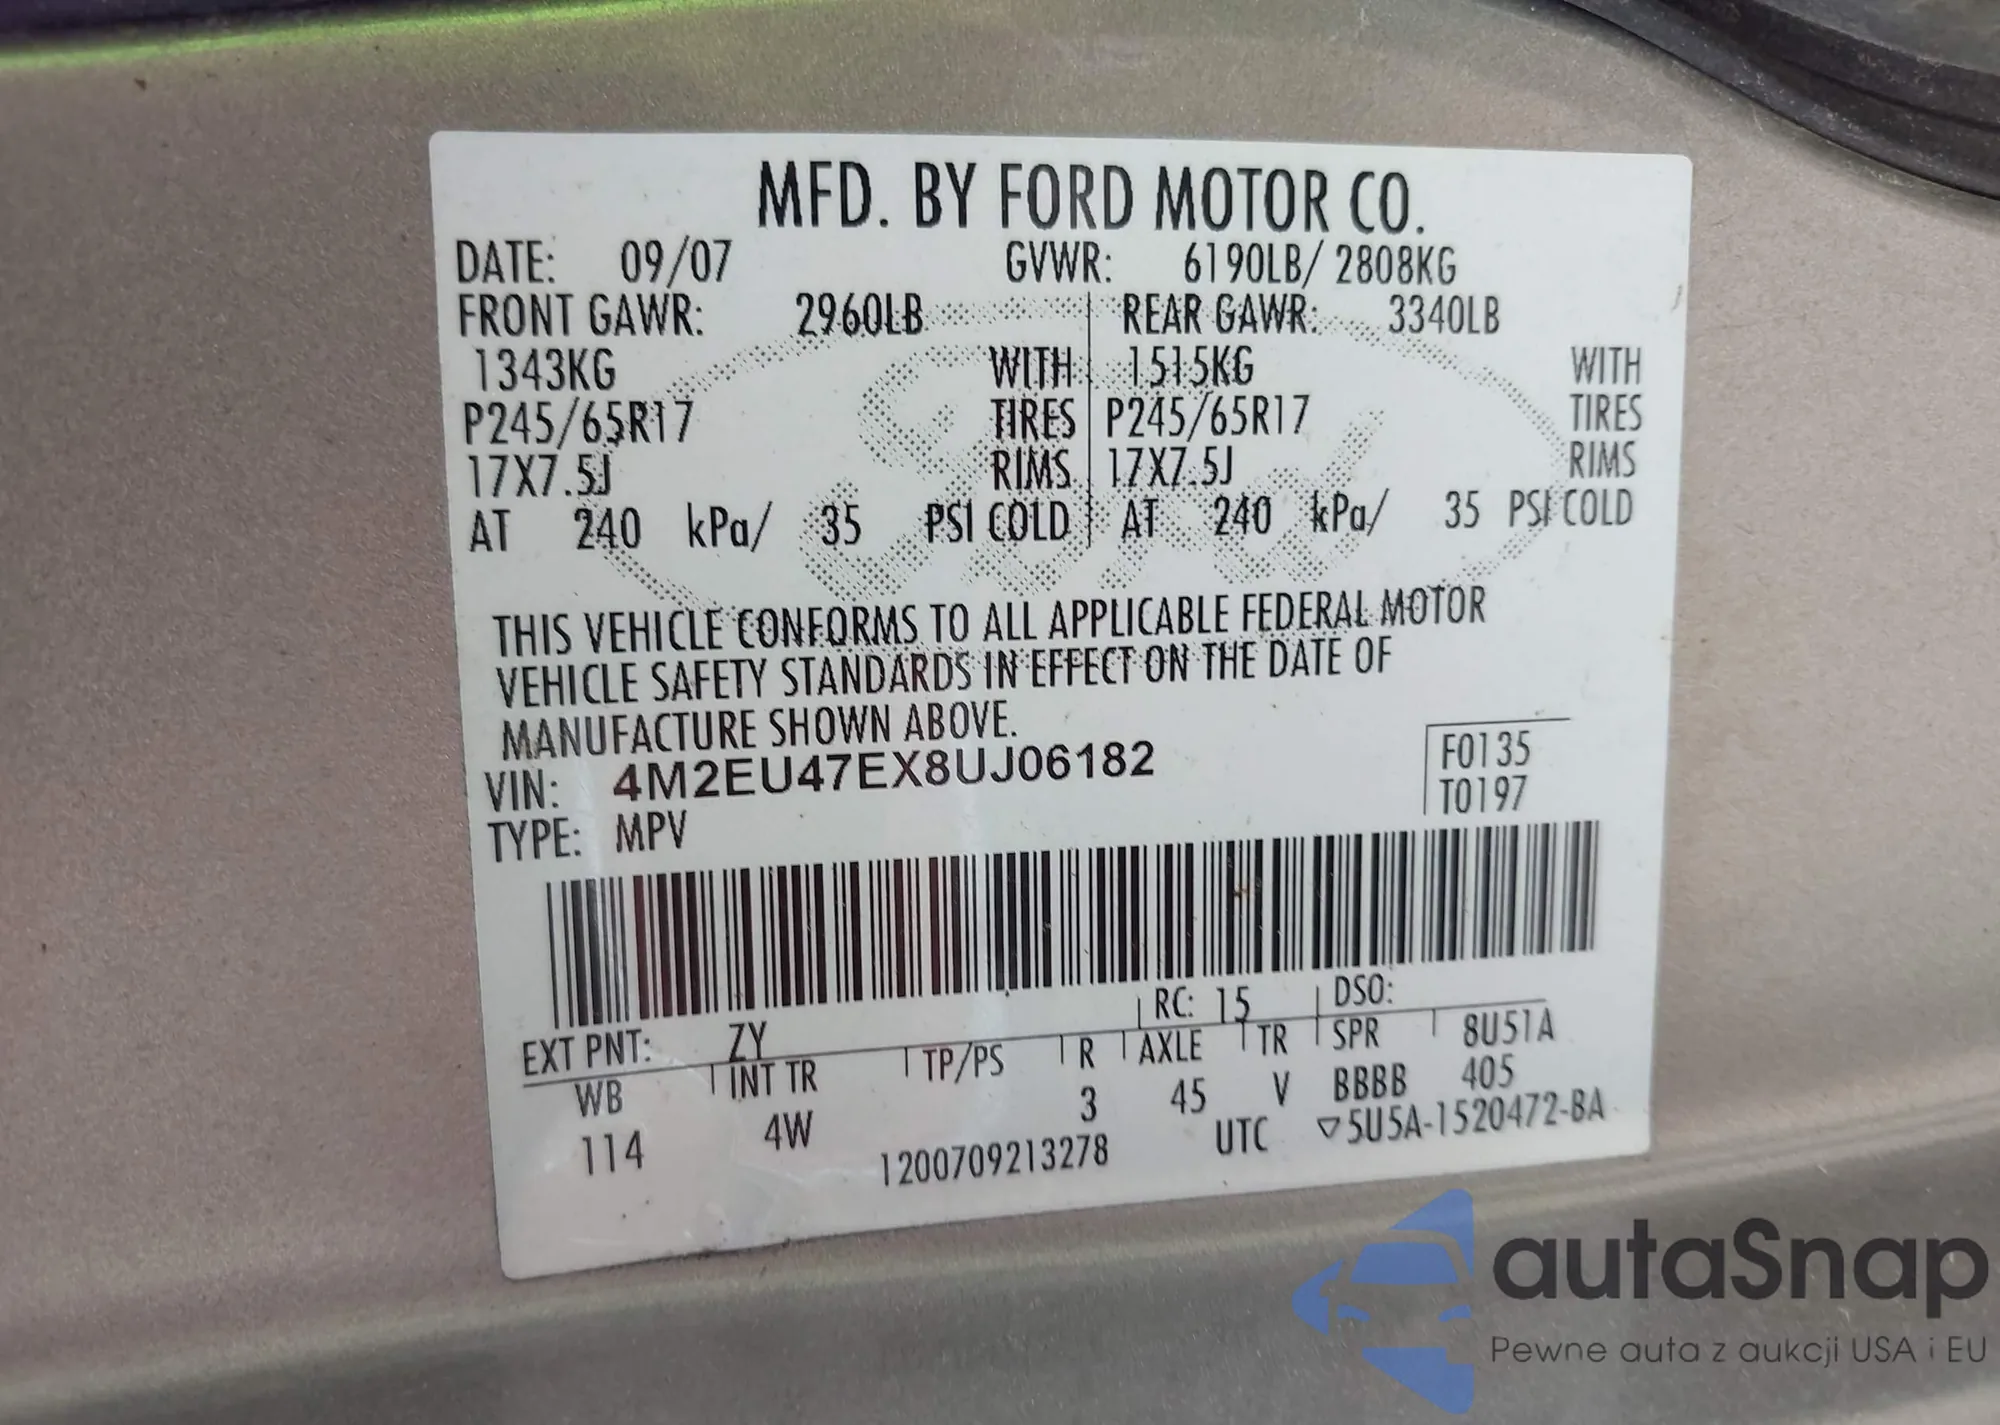 MFD. BY FORD MOTOR CO.
DATE: 09/07 GVWR: 6190LB/ 2808KG
FRONT GAWR: 2960LB REAR GAWR: 3340LB
1343KG WITH 1515KG WITH
P245/65R17 TIRES P245/65R17 TIRES
17X7.5J RIMS 17X7.5J RIMS
AT 240 kPa/ 35 PSI COLD AT 240 kPa/ 35 PSI COLD
THIS VEHICLE CONFORMS TO ALL APPLICABLE FEDERAL MOTOR
VEHICLE SAFETY STANDARDS IN EFFECT ON THE DATE OF
MANUFACTURE SHOWN ABOVE.
VIN: 4M2EU47EX8UJ06182
F0135
TYPE: MPV
T0197
EXT PNT: ZY RC: 15 DSO:
WB INT TR TP/PS R AXLE TR SPR 8U51A
114 4W 3 45 V BBBB 405
1200709213278 UTC ▽5U5A-1520472-BA
autaSnap
Pewne auta z aukcji USA i EU